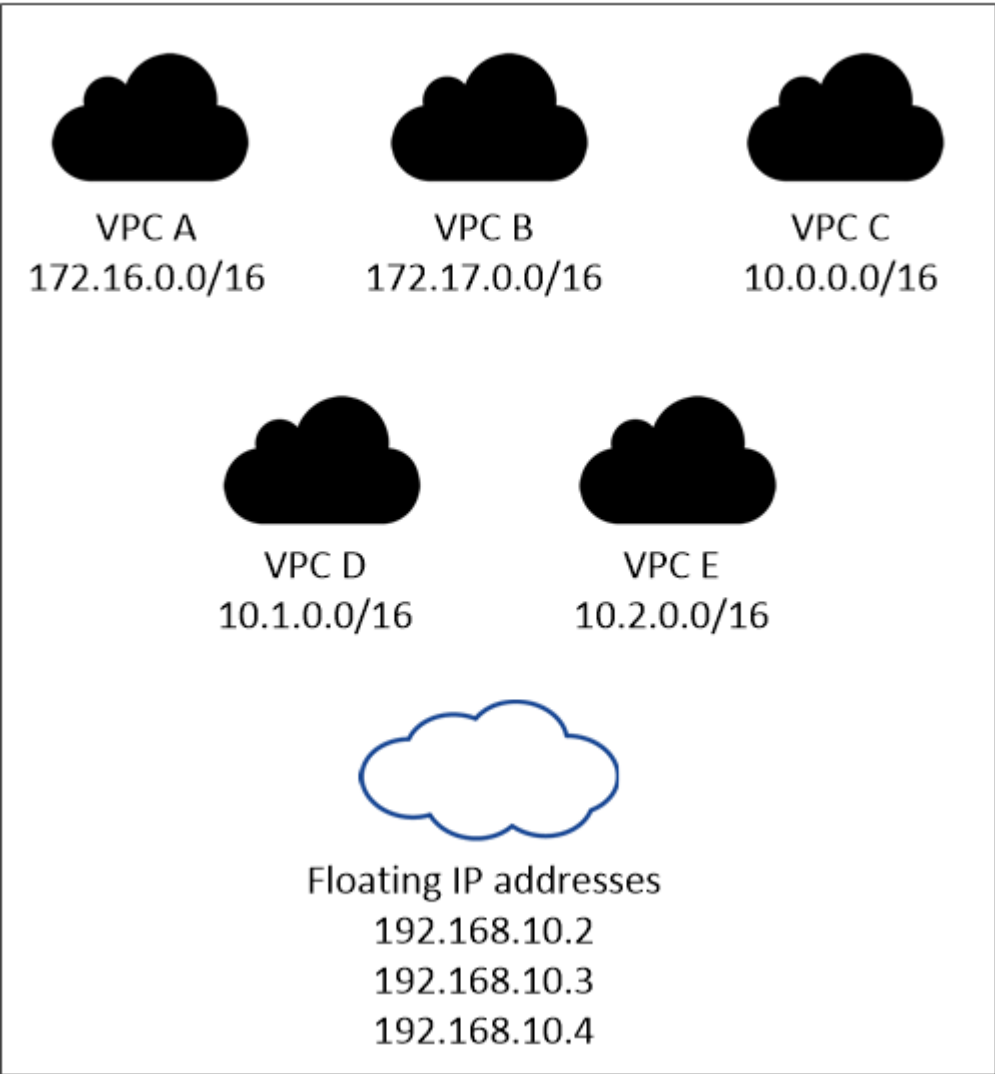 VPC A
172.16.0.0/16
VPC B
172.17.0.0/16
VPC C
10.0.0.0/16
VPC D
10.1.0.0/16
VPC E
10.2.0.0/16
Floating IP addresses
192.168.10.2
192.168.10.3
192.168.10.4